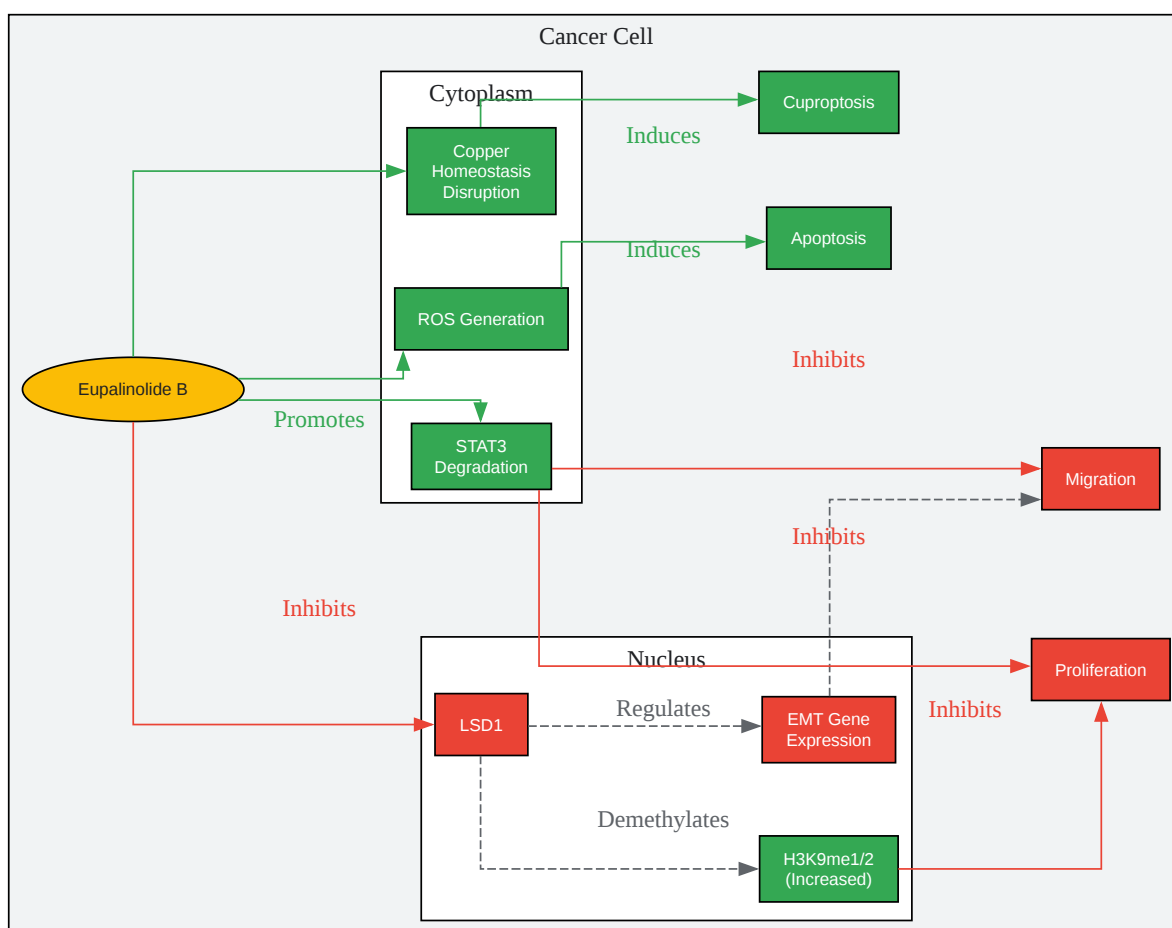 Cancer Cell
Cytoplasm
Cuproptosis
Induces
Copper
Homeostasis
Disruption
Apoptosis
Induces
ROS Generation
Inhibits
Eupalinolide B
Promotes
STAT3
Degradation
Migration
Inhibits
Inhibits
Nucleus
Proliferation
Regulates
Inhibits
LSD1
EMT Gene
Expression
Demethylates
H3K9me1/2
(Increased)